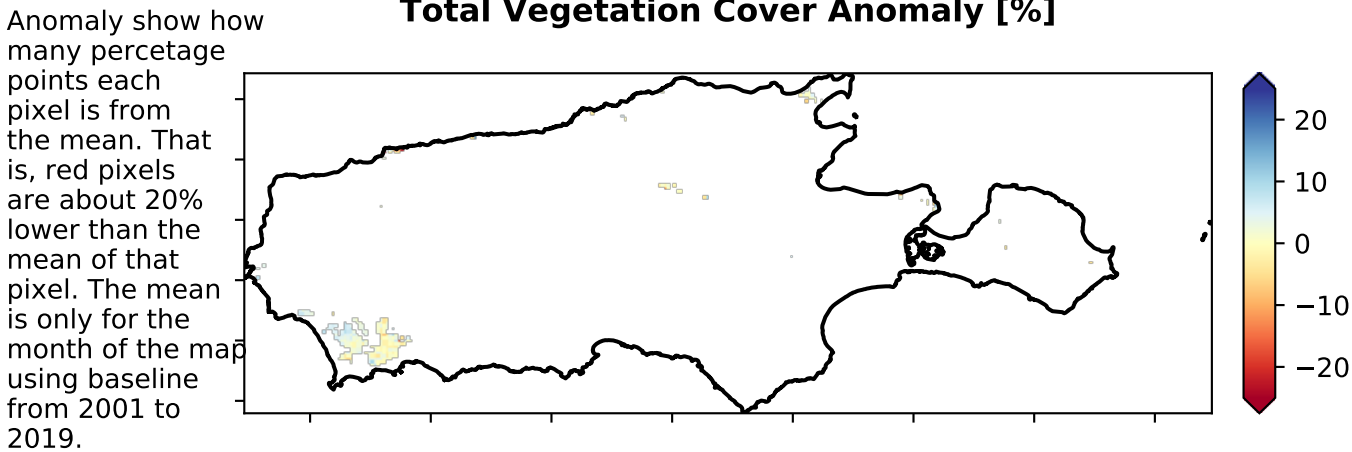 Total Vegetation Cover Anomaly [%]
Anomaly show how
many percetage
points each
pixel is from
the mean. That
is, red pixels
are about 20%
lower than the
mean of that
pixel. The mean
is only for the
month of the map
using baseline
from 2001 to
2019.
20
10
0
−10
−20